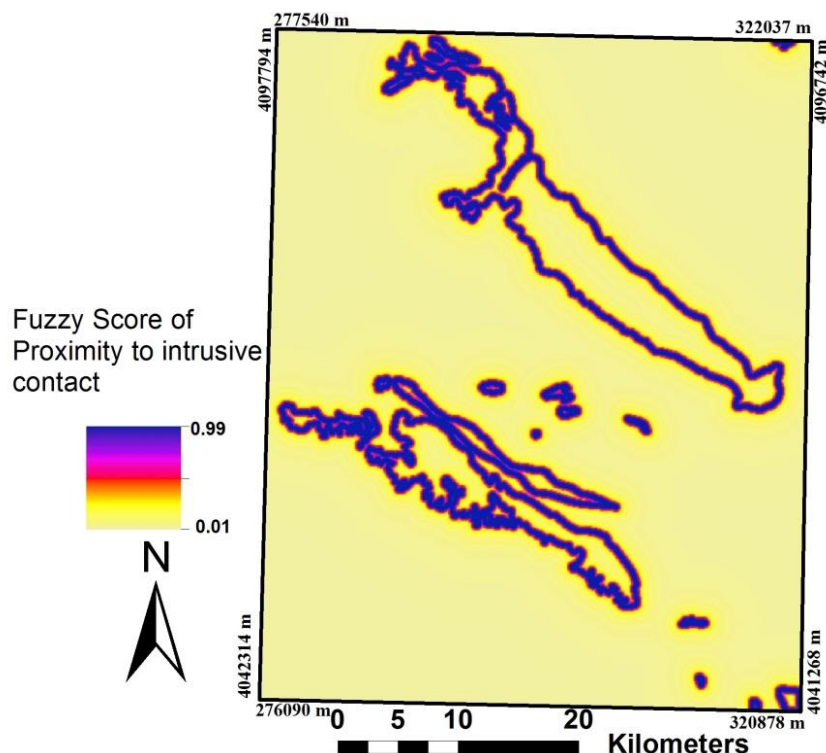 277540 m
322037 m
4097794 m
4096742 m
Fuzzy Score of
Proximity to intrusive
contact
0.99
0.01
N
4042314 m
4041268 m
276090 m
320878 m
0 5 10 20
Kilometers